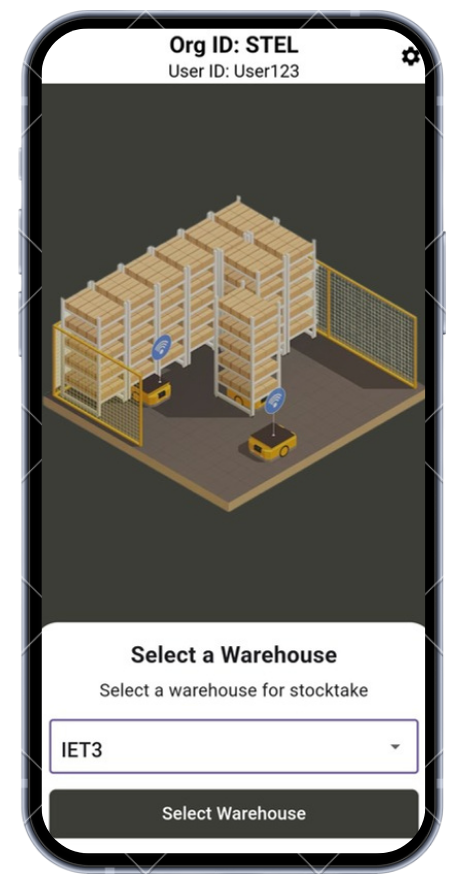 Org ID: STEL
User ID: User123
Select a Warehouse
Select a warehouse for stocktake
IET3
Select Warehouse